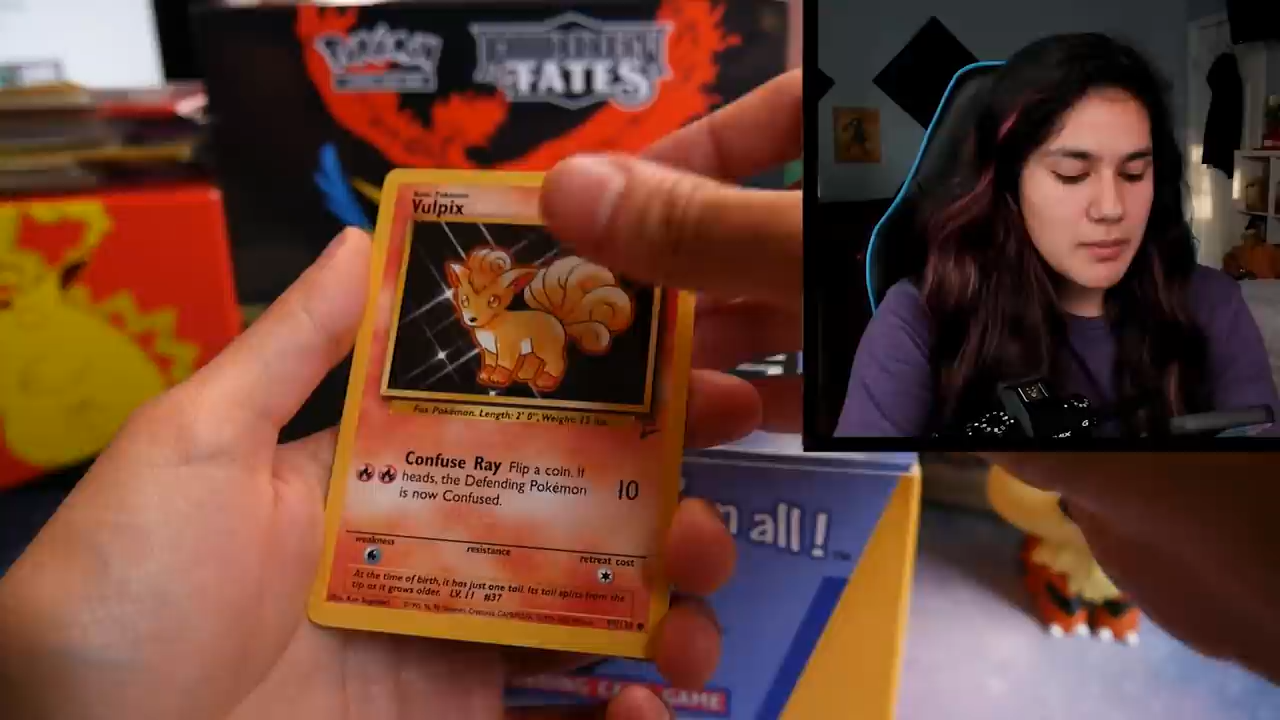 Pokémon
FATES
Basic Pokémon
Vulpix
Fox Pokémon. Length: 2' 0", Weight: 22 lbs.
Confuse Ray Flip a coin. If
heads, the Defending Pokémon
is now Confused.
10
weakness
resistance
retreat cost
At the time of birth, it has just one tail. Its tail splits from the
tip as it grows older. LV. 11 #37
n all!
CARD GAME